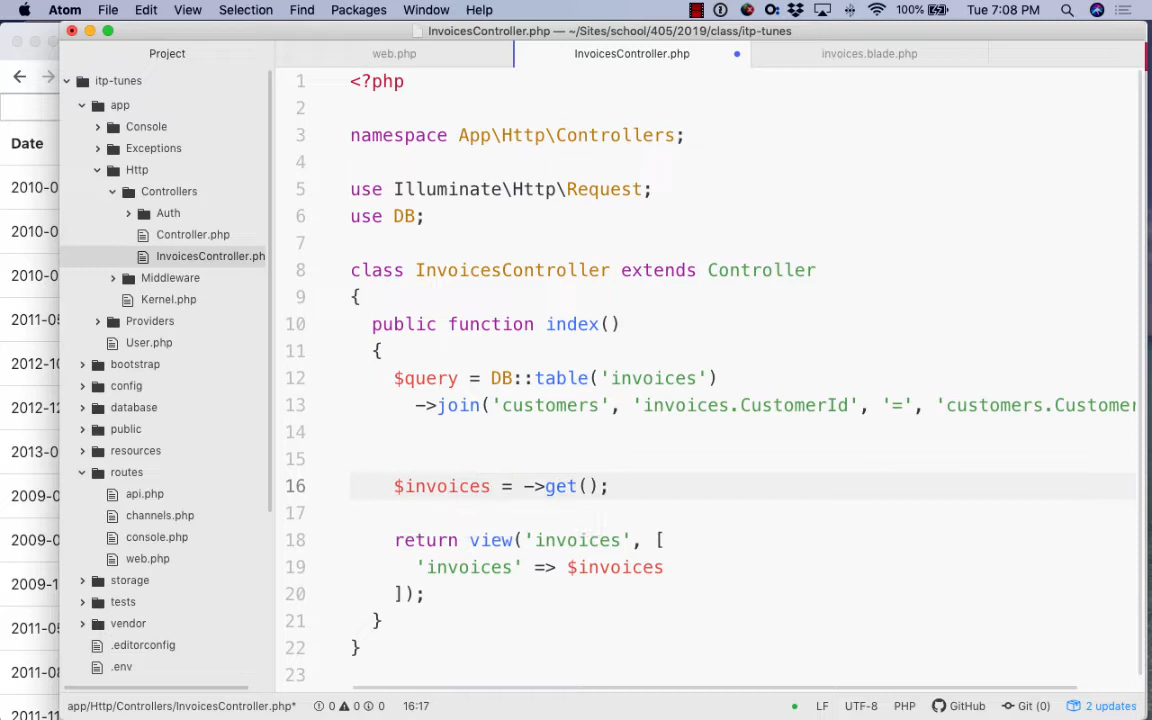 Atom File Edit View Selection Find Packages Window Help 100% Tue 7:08 PM
InvoicesController.php — ~/Sites/school/405/2019/class/itp-tunes
Project web.php InvoicesController.php invoices.blade.php
itp-tunes
app
Console
Exceptions
Http
Controllers
Auth
Controller.php
InvoicesController.ph
Middleware
Kernel.php
Providers
User.php
bootstrap
config
database
public
resources
routes
api.php
channels.php
console.php
web.php
storage
tests
vendor
.editorconfig
.env
Date
2010-0
2010-0
2010-0
2011-05
2012-10
2012-12
2013-0
2009-0
2009-0
2009-1
2011-05
2011-08
1 <?php
2
3 namespace App\Http\Controllers;
4
5 use Illuminate\Http\Request;
6 use DB;
7
8 class InvoicesController extends Controller
9 {
10 public function index()
11 {
12 $query = DB::table('invoices')
13 ->join('customers', 'invoices.CustomerId', '=', 'customers.Customer
14
15
16 $invoices = ->get();
17
18 return view('invoices', [
19 'invoices' => $invoices
20 ]);
21 }
22 }
23
app/Http/Controllers/InvoicesController.php* 0 0 0 16:17 LF UTF-8 PHP GitHub Git (0) 2 updates